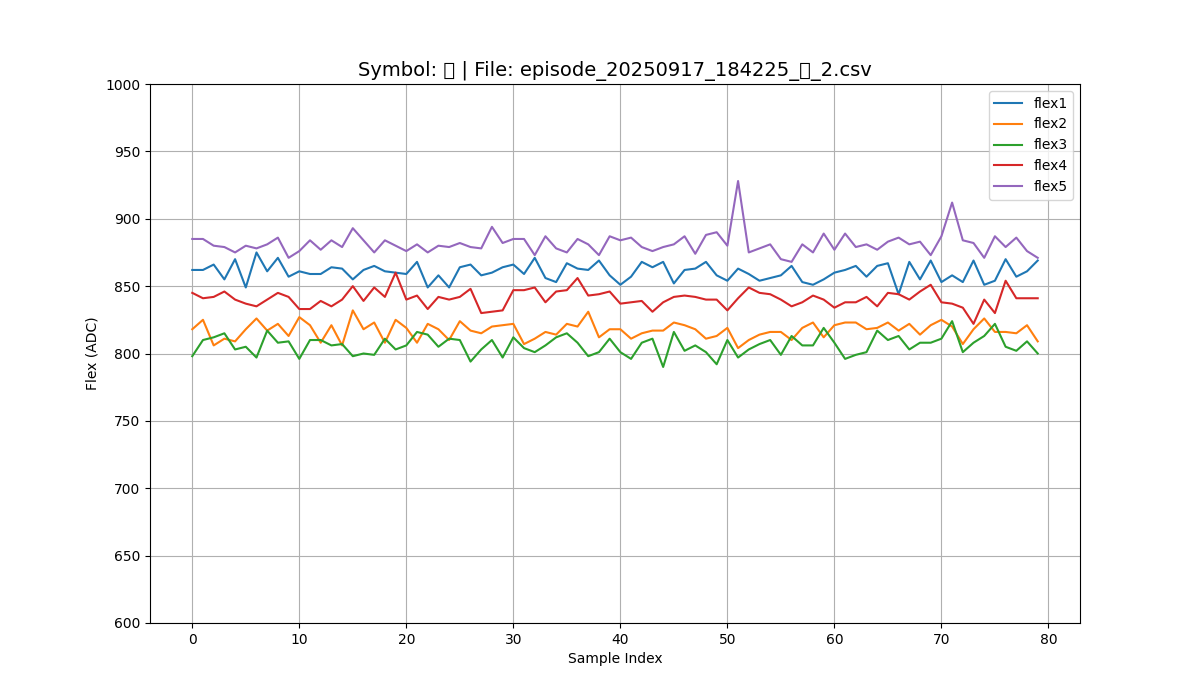 Symbol: | File: episode_20250917_184225_ _2.csv
1000
950
900
850
800
750
700
650
600
Flex (ADC)
0 10 20 30 40 50 60 70 80
Sample Index
flex1
flex2
flex3
flex4
flex5